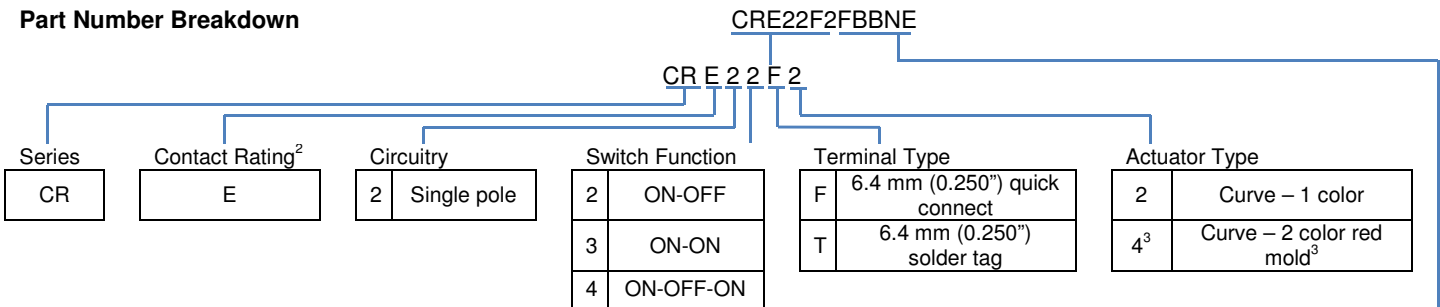 Part Number Breakdown
CRE22F2FBBNE
CR E 2 2 F 2
Series
CR
Contact Rating²
E
Circuitry
2 Single pole
Switch Function
2 ON-OFF
3 ON-ON
4 ON-OFF-ON
Terminal Type
F 6.4 mm (0.250") quick
connect
T 6.4 mm (0.250")
solder tag
Actuator Type
2 Curve – 1 color
4³ Curve – 2 color red
mold³